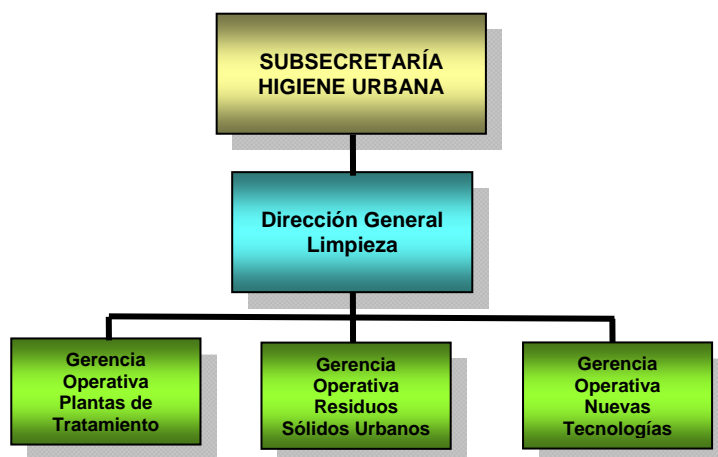 SUBSECRETARÍA
HIGIENE URBANA
Dirección General
Limpieza
Gerencia
Operativa
Plantas de
Tratamiento
Gerencia
Operativa
Residuos
Sólidos Urbanos
Gerencia
Operativa
Nuevas
Tecnologías